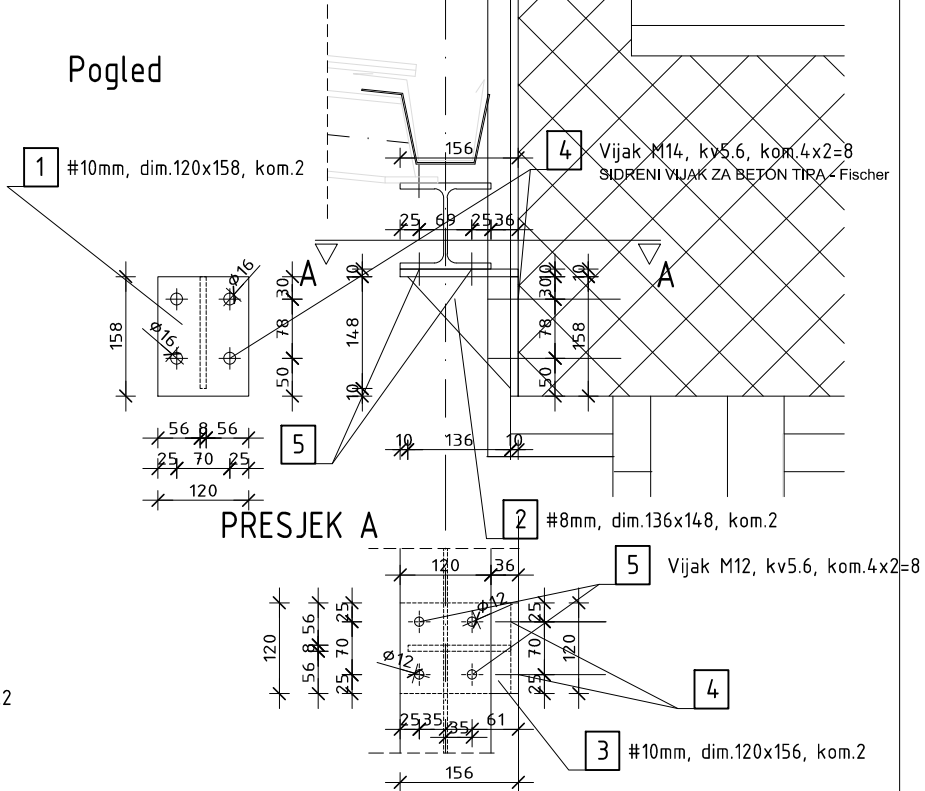 Pogled
156
4
Vijak M14, kv5.6, kom.4x2=8
SIDRENI VIJAK ZA BETON TIPA - Fischer
1
#10mm, dim.120x158, kom.2
25 69 25 36
A
A
ø16
ø16
158
30
78
50
10
148
10
10
30
78
50
10
158
56 8 56
25 70 25
120
5
10 136 10
PRESJEK A
2
#8mm, dim.136x148, kom.2
5
Vijak M12, kv5.6, kom.4x2=8
120 36
ø12
ø12
120
56 8 56
25 70 25
25 70 25
120
4
2
25 35 61
35
3
#10mm, dim.120x156, kom.2
156